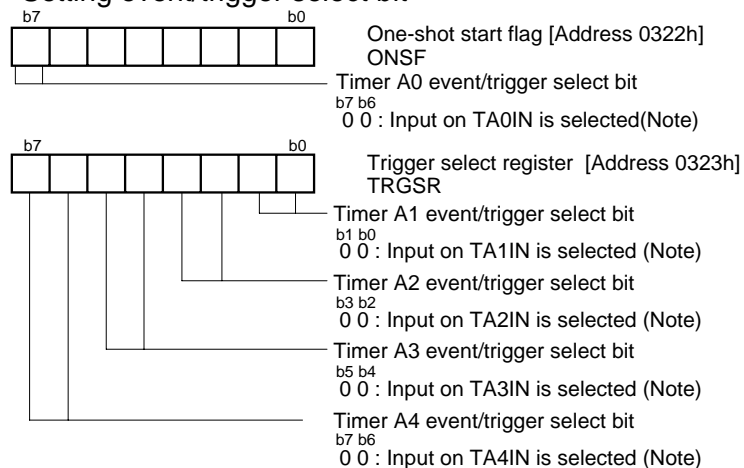 Setting event/trigger select bit
b7 b0
One-shot start flag [Address 0322h]
ONSF
Timer A0 event/trigger select bit
b7 b6
0 0 : Input on TA0IN is selected(Note)
b7 b0
Trigger select register [Address 0323h]
TRGSR
Timer A1 event/trigger select bit
b1 b0
0 0 : Input on TA1IN is selected (Note)
Timer A2 event/trigger select bit
b3 b2
0 0 : Input on TA2IN is selected (Note)
Timer A3 event/trigger select bit
b5 b4
0 0 : Input on TA3IN is selected (Note)
Timer A4 event/trigger select bit
b7 b6
0 0 : Input on TA4IN is selected (Note)